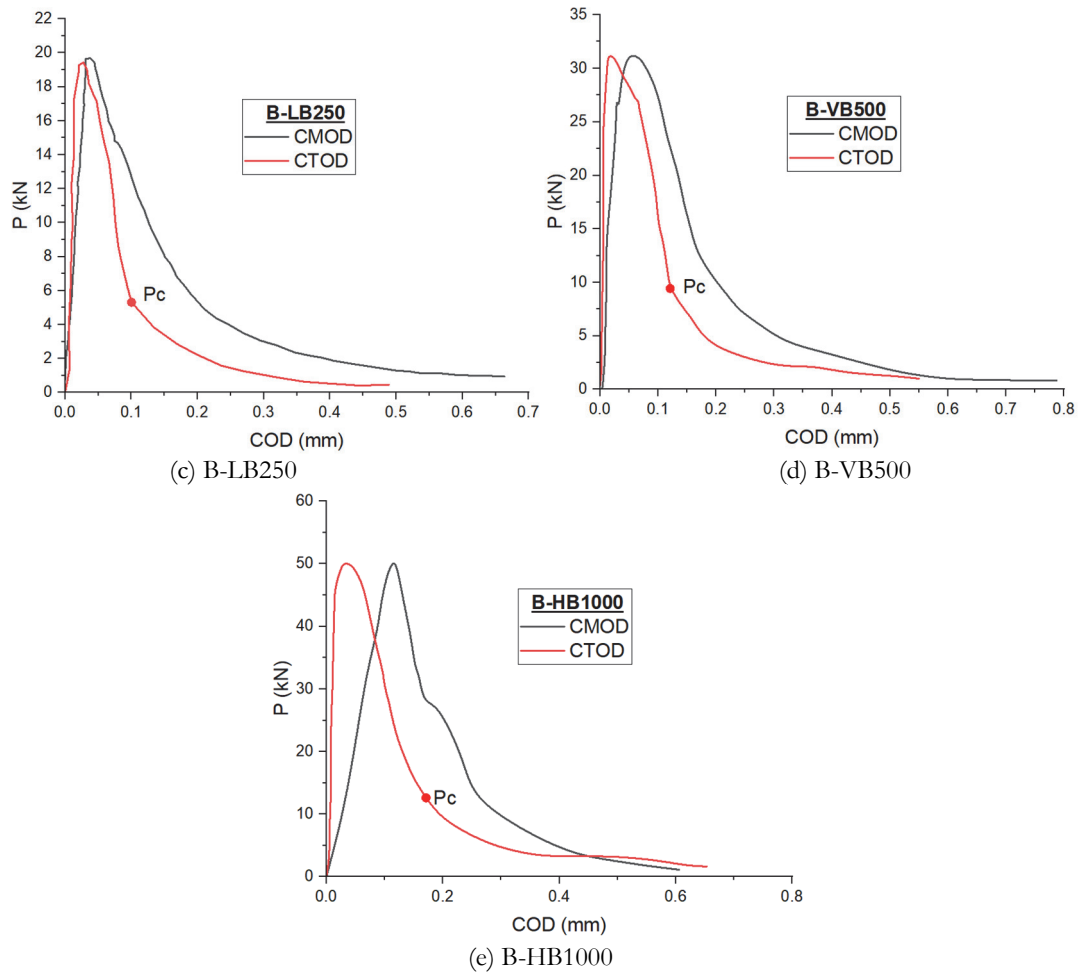 B-LB250
CMOD
CTOD
P (kN
22
20
18
16
14
12
10
8
6
4
2
0
Pc
0.0 0.1 0.2 0.3 0.4 0.5 0.6 0.7
COD (mm)
(c) B-LB250
B-VB500
CMOD
CTOD
P (kN)
35
30
25
20
15
10
5
0
Pc
0.0 0.1 0.2 0.3 0.4 0.5 0.6 0.7 0.8
COD (mm)
(d) B-VB500
B-HB1000
CMOD
CTOD
P (kN)
60
50
40
30
20
10
0
Pc
0.0 0.2 0.4 0.6 0.8
COD (mm)
(e) B-HB1000